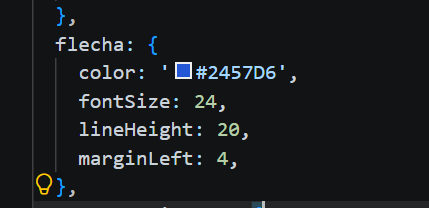 },
flecha: {
color: '#2457D6',
fontSize: 24,
lineHeight: 20,
marginLeft: 4,
},